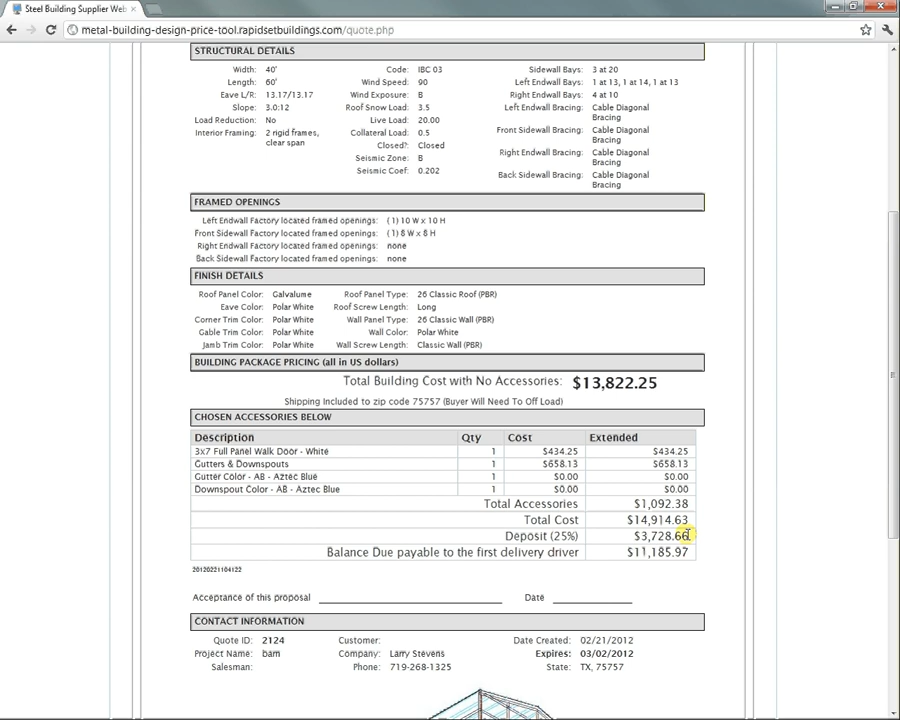 Steel Building Supplier Web
metal-building-design-price-tool.rapidsetbuildings.com/quote.php
STRUCTURAL DETAILS
Width: 40' Code: IBC 03 Sidewall Bays: 3 at 20
Length: 60' Wind Speed: 90 Left Endwall Bays: 1 at 13, 1 at 14, 1 at 13
Eave L/R: 13.17/13.17 Wind Exposure: B Right Endwall Bays: 4 at 10
Slope: 3.0:12 Roof Snow Load: 3.5 Left Endwall Bracing: Cable Diagonal Bracing
Load Reduction: No Live Load: 20.00 Front Sidewall Bracing: Cable Diagonal Bracing
Interior Framing: 2 rigid frames, clear span Collateral Load: 0.5 Right Endwall Bracing: Cable Diagonal Bracing
Closed?: Closed Back Sidewall Bracing: Cable Diagonal Bracing
Seismic Zone: B
Seismic Coef: 0.202
FRAMED OPENINGS
Left Endwall Factory located framed openings: (1) 10 W x 10 H
Front Sidewall Factory located framed openings: (1) 8 W x 8 H
Right Endwall Factory located framed openings: none
Back Sidewall Factory located framed openings: none
FINISH DETAILS
Roof Panel Color: Galvalume Roof Panel Type: 26 Classic Roof (PBR)
Eave Color: Polar White Roof Screw Length: Long
Corner Trim Color: Polar White Wall Panel Type: 26 Classic Wall (PBR)
Gable Trim Color: Polar White Wall Color: Polar White
Jamb Trim Color: Polar White Wall Screw Length: Classic Wall (PBR)
BUILDING PACKAGE PRICING (all in US dollars)
Total Building Cost with No Accessories: $13,822.25
Shipping Included to zip code 75757 (Buyer Will Need To Off Load)
CHOSEN ACCESSORIES BELOW
Description Qty Cost Extended
3x7 Full Panel Walk Door - White 1 $434.25 $434.25
Gutters & Downspouts 1 $658.13 $658.13
Gutter Color - AB - Aztec Blue 1 $0.00 $0.00
Downspout Color - AB - Aztec Blue 1 $0.00 $0.00
Total Accessories $1,092.38
Total Cost $14,914.63
Deposit (25%) $3,728.66
Balance Due payable to the first delivery driver $11,185.97
20120221104122
Acceptance of this proposal Date
CONTACT INFORMATION
Quote ID: 2124 Customer: Date Created: 02/21/2012
Project Name: barn Company: Larry Stevens Expires: 03/02/2012
Salesman: Phone: 719-268-1325 State: TX, 75757